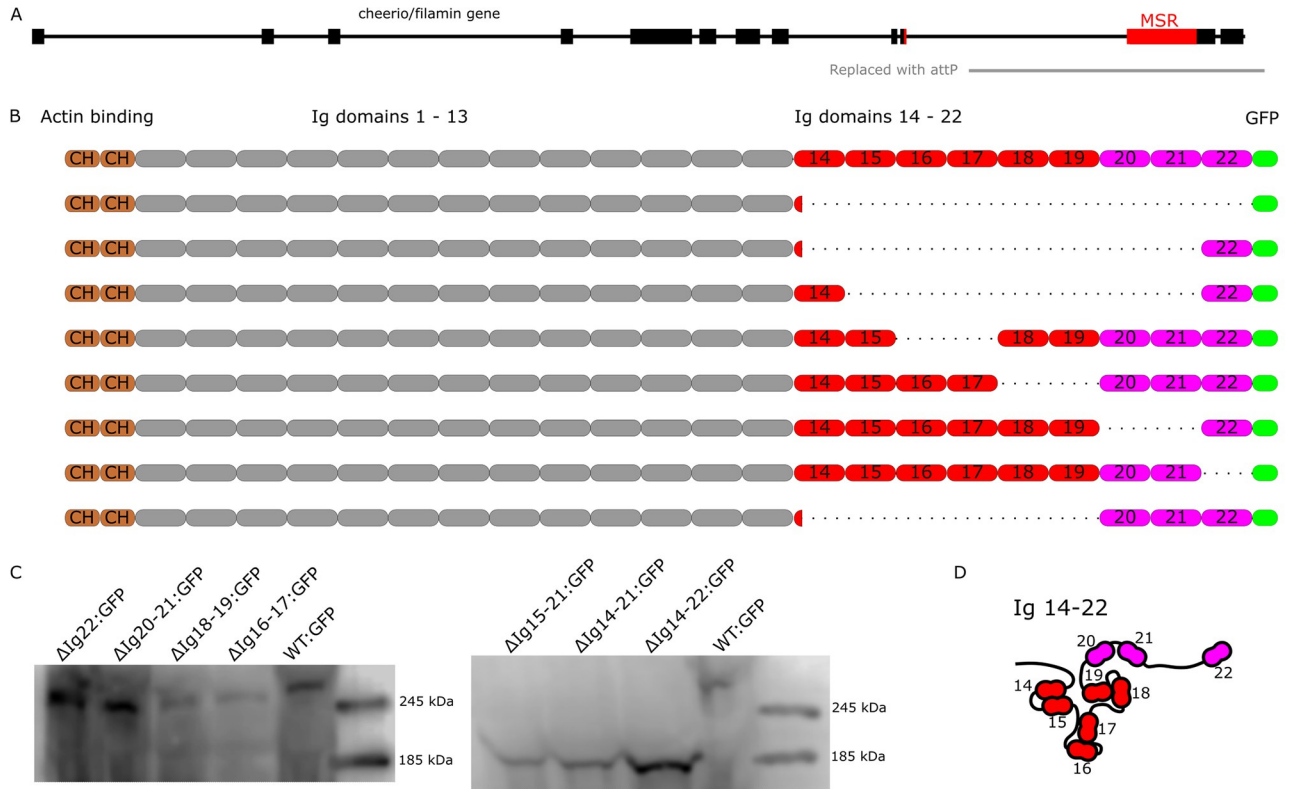 A
cheerio/filamin gene
MSR
Replaced with attP
B Actin binding Ig domains 1 - 13 Ig domains 14 - 22 GFP
CH CH 14 15 16 17 18 19 20 21 22
CH CH
CH CH 22
CH CH 14 22
CH CH 14 15 18 19 20 21 22
CH CH 14 15 16 17 20 21 22
CH CH 14 15 16 17 18 19 22
CH CH 14 15 16 17 18 19 20 21
CH CH 20 21 22
C
ΔIg22:GFP
ΔIg20-21:GFP
ΔIg18-19:GFP
ΔIg16-17:GFP
WT:GFP
245 kDa
185 kDa
ΔIg15-21:GFP
ΔIg14-21:GFP
ΔIg14-22:GFP
WT:GFP
245 kDa
185 kDa
D
Ig 14-22
20 21
22
14 19 18
15 17
16